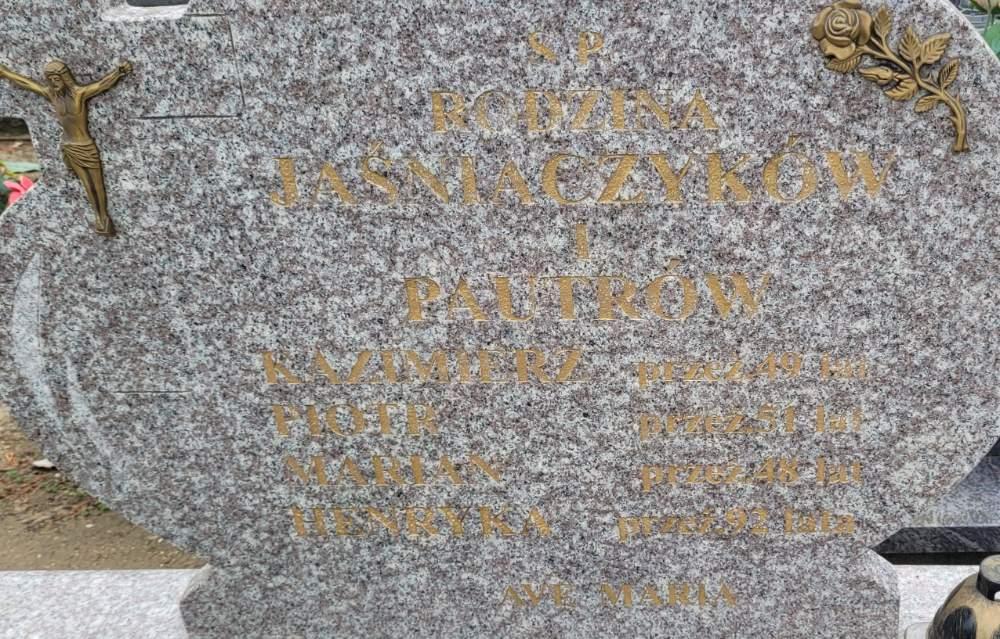 Ś.P.
RODZINA
JAŚNIACZYKÓW
I
PAUTRÓW
KAZIMIERZ przeż.49 lat
PIOTR przeż.51 lat
MARIAN przeż.48 lat
HENRYKA przeż.92 lata
AVE MARIA